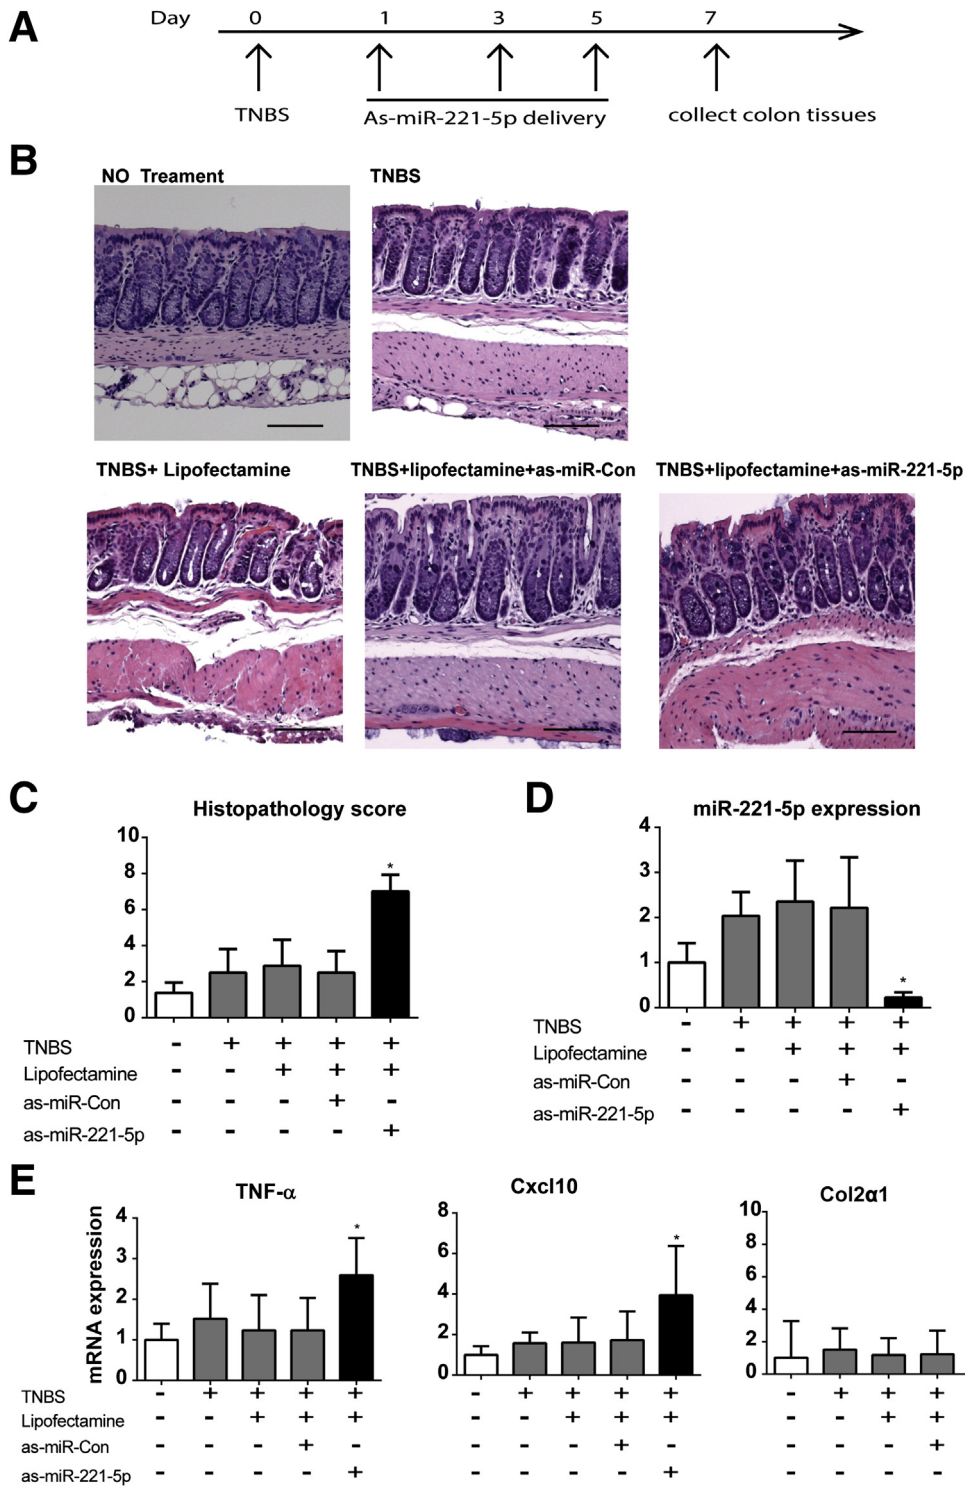 A
Day 0 1 3 5 7
TNBS As-miR-221-5p delivery collect colon tissues
B
NO Treament TNBS
TNBS+ Lipofectamine TNBS+lipofectamine+as-miR-Con TNBS+lipofectamine+as-miR-221-5p
C
Histopathology score
10
8
6
4
2
0
*
TNBS - + + + +
Lipofectamine - - + + +
as-miR-Con - - - + -
as-miR-221-5p - - - - +
D
miR-221-5p expression
4
3
2
1
0
*
TNBS - + + + +
Lipofectamine - - + + +
as-miR-Con - - - + -
as-miR-221-5p - - - - +
E
TNF-α
mRNA expression
4
3
2
1
0
*
Cxcl10
8
6
4
2
0
*
Col2α1
10
8
6
4
2
0
TNBS - + + + + - + + + + - + + +
Lipofectamine - - + + + - - + + + - - + +
as-miR-Con - - - + - - - - + - - - - +
as-miR-221-5p - - - - + - - - - + - - - -